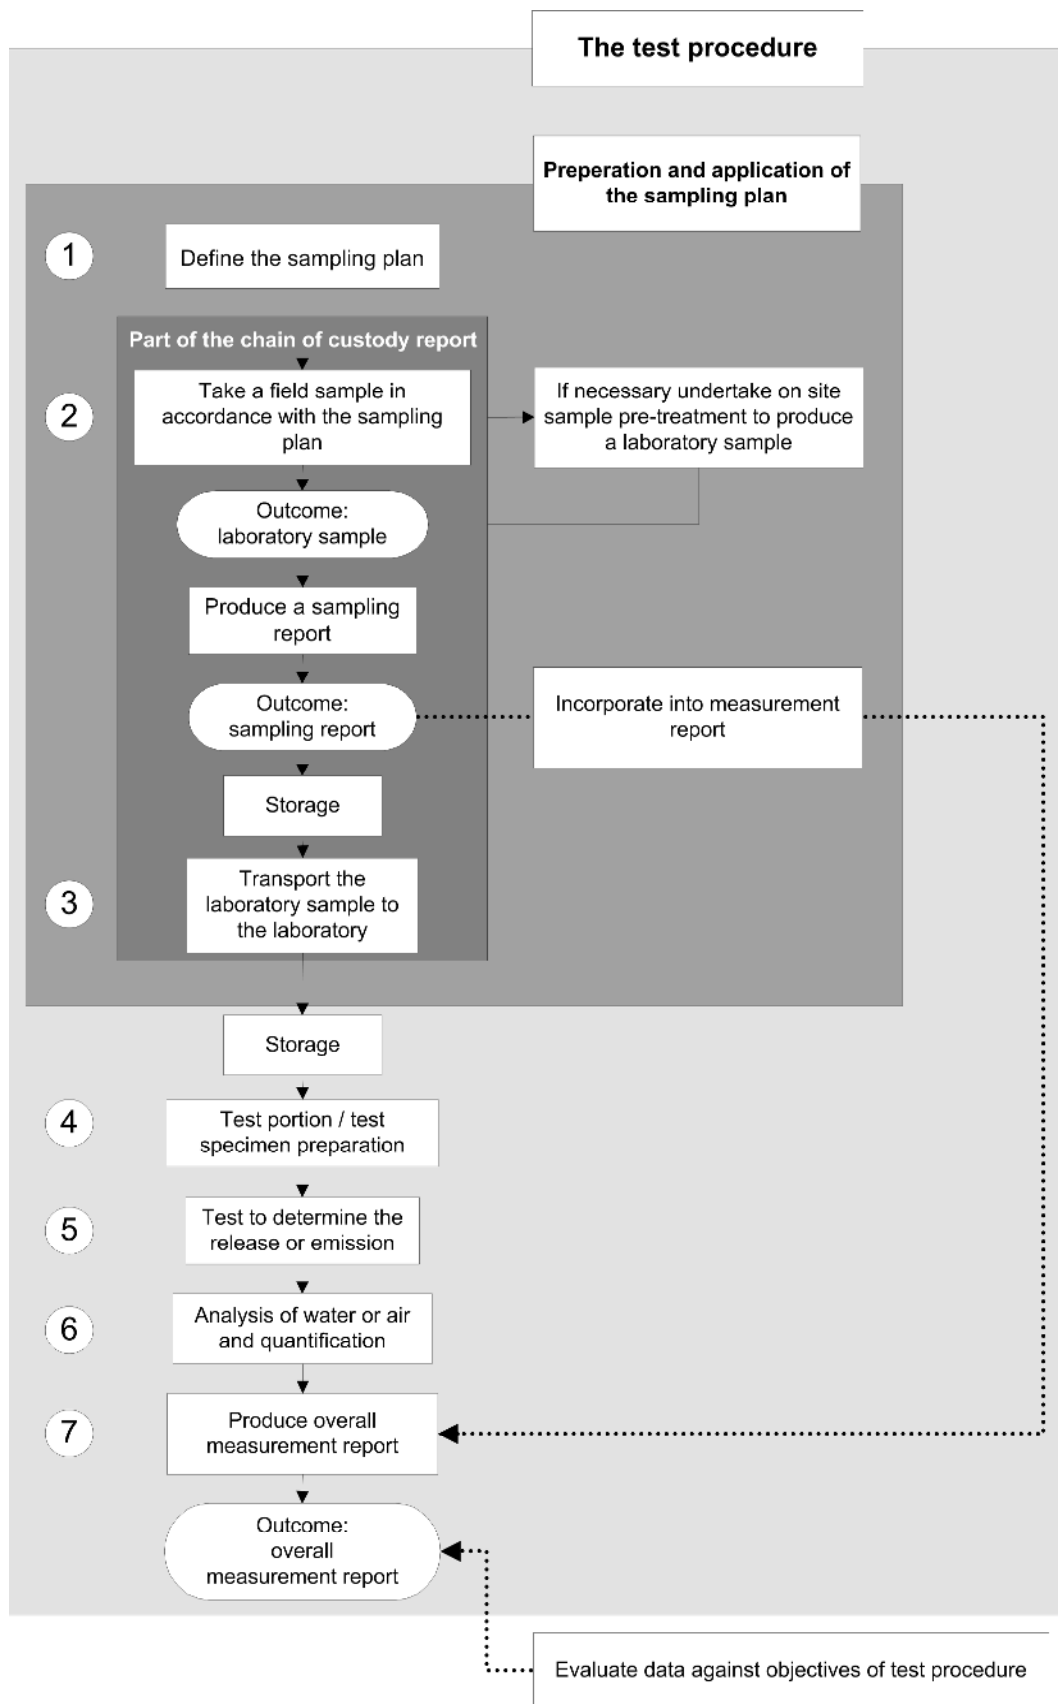 The test procedure
Preperation and application of
the sampling plan
1
Define the sampling plan
Part of the chain of custody report
2
Take a field sample in
accordance with the sampling
plan
If necessary undertake on site
sample pre-treatment to produce
a laboratory sample
Outcome:
laboratory sample
Produce a sampling
report
Outcome:
sampling report
Incorporate into measurement
report
Storage
3
Transport the
laboratory sample to
the laboratory
Storage
4
Test portion / test
specimen preparation
5
Test to determine the
release or emission
6
Analysis of water or air
and quantification
7
Produce overall
measurement report
Outcome:
overall
measurement report
Evaluate data against objectives of test procedure